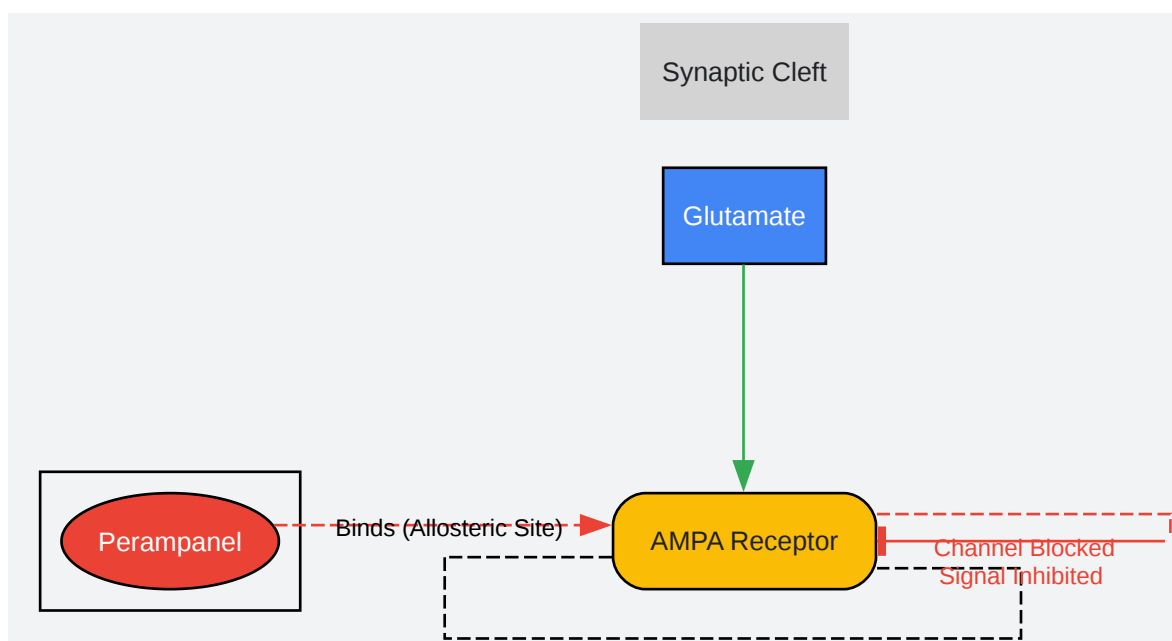 Synaptic Cleft
Glutamate
Perampanel
Binds (Allosteric Site)
AMPA Receptor
Channel Blocked
Signal Inhibited